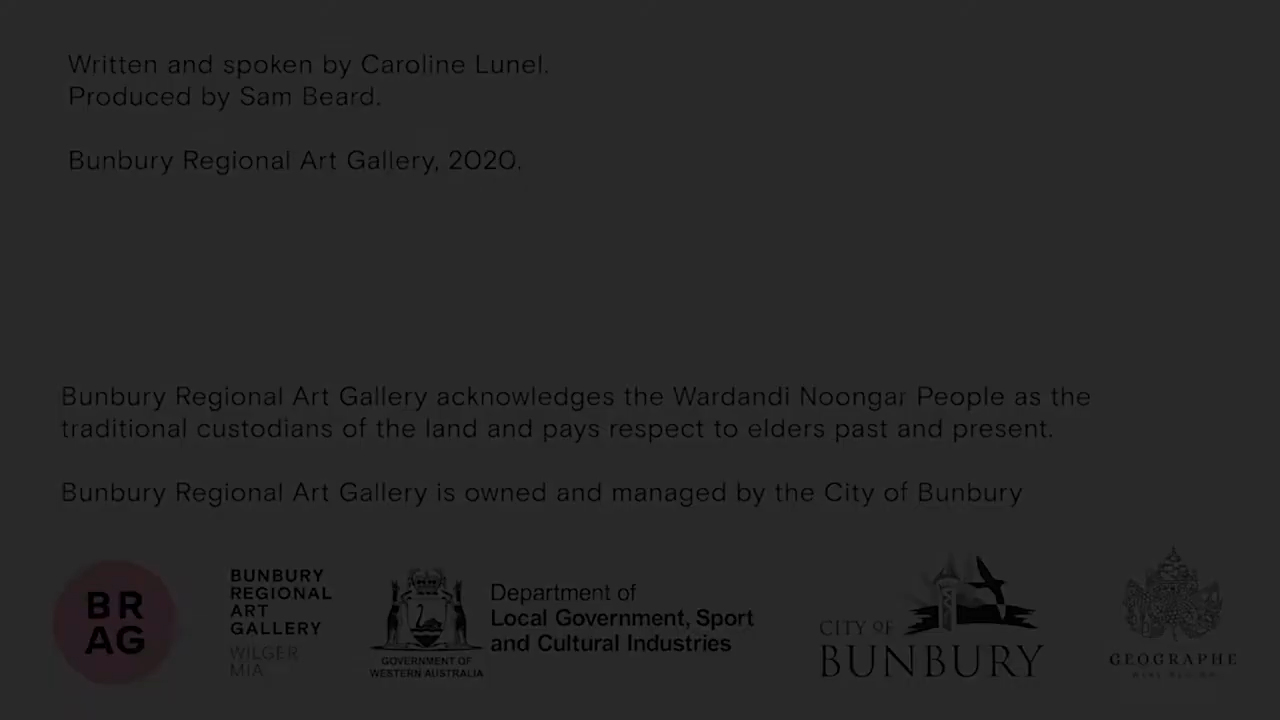 Written and spoken by Caroline Lunel.
Produced by Sam Beard.
Bunbury Regional Art Gallery, 2020.
Bunbury Regional Art Gallery acknowledges the Wardandi Noongar People as the
traditional custodians of the land and pays respect to elders past and present.
Bunbury Regional Art Gallery is owned and managed by the City of Bunbury
BR
AG
BUNBURY
REGIONAL
ART
GALLERY
WILGER
MIA
GOVERNMENT OF
WESTERN AUSTRALIA
Department of
Local Government, Sport
and Cultural Industries
CITY OF
BUNBURY
GEOGRAPHE